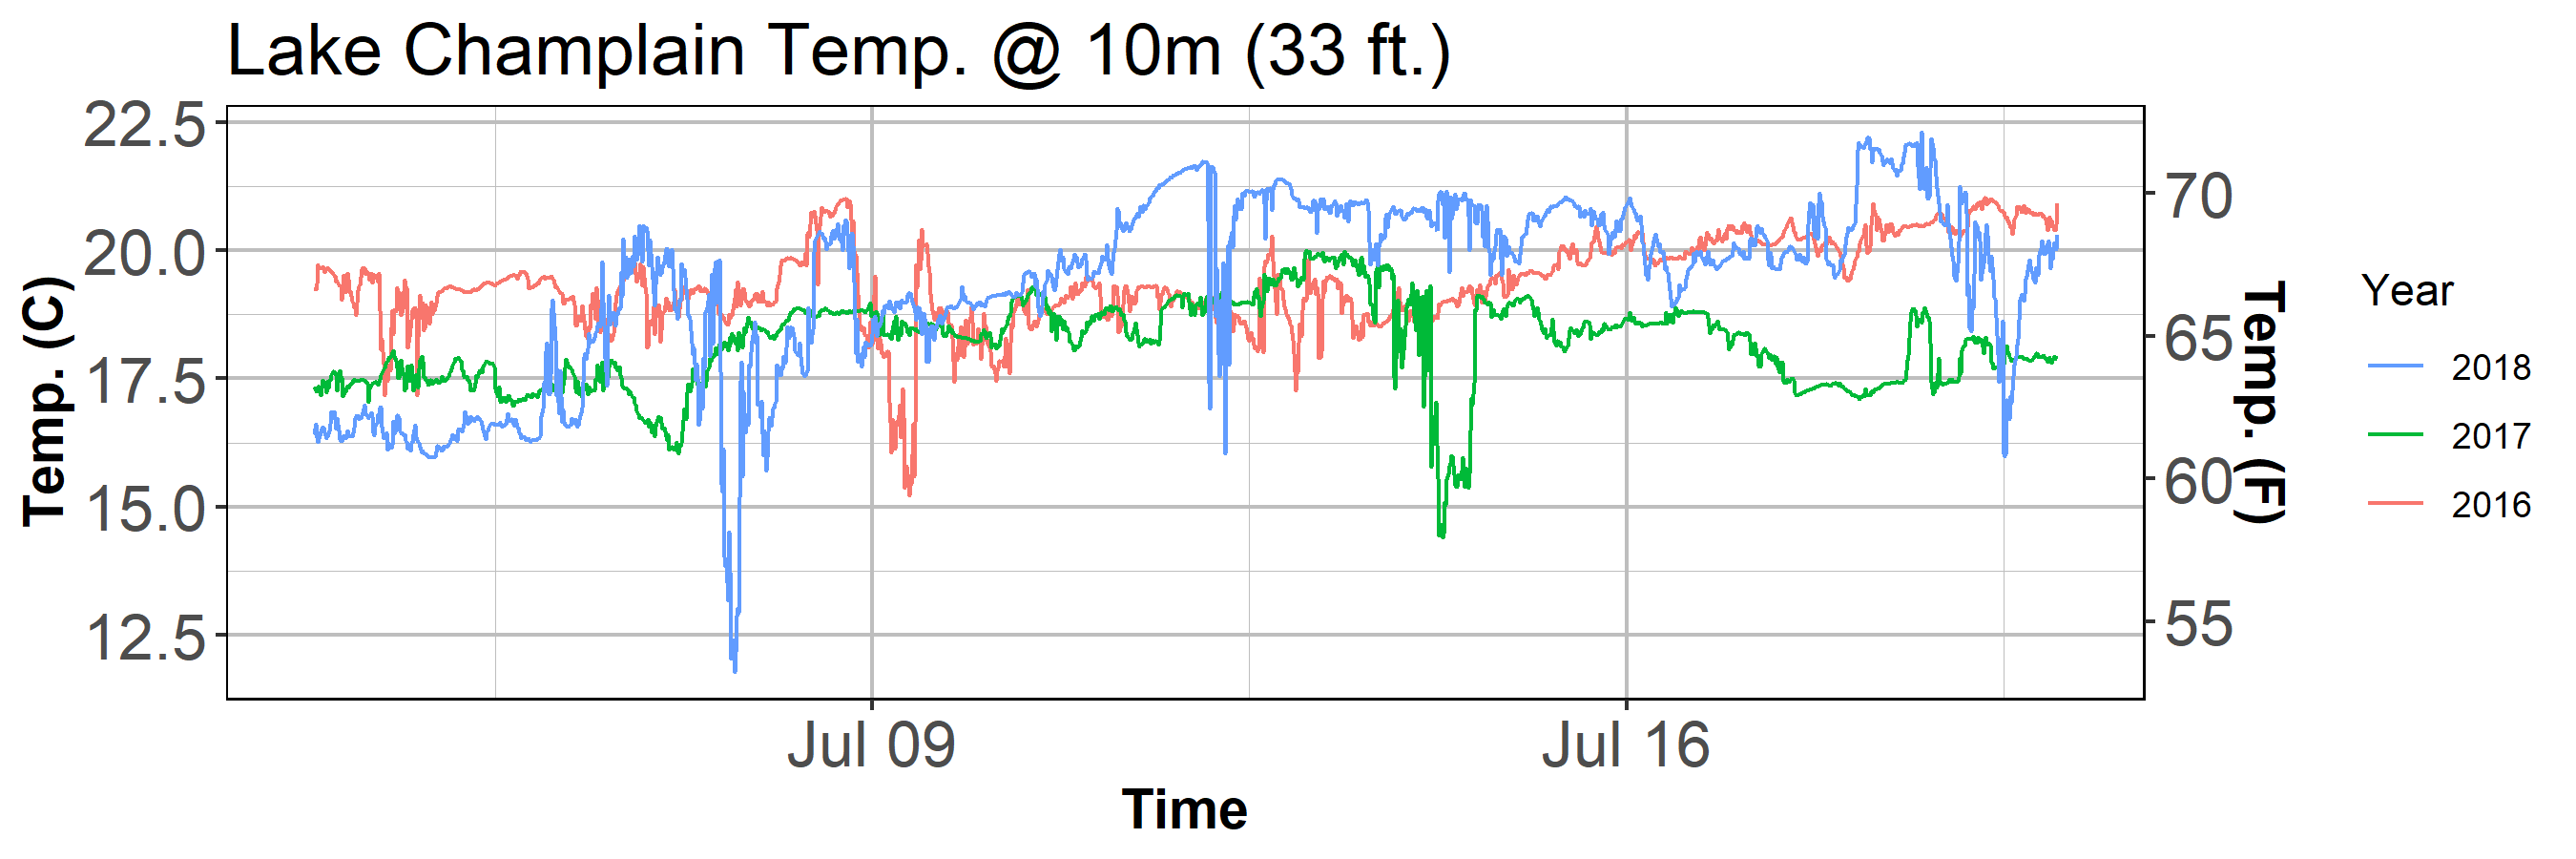 Lake Champlain Temp. @ 10m (33 ft.)
Temp. (C)
22.5
20.0
17.5
15.0
12.5
70
65
60
55
Temp. (F)
Jul 09
Jul 16
Time
Year
2018
2017
2016